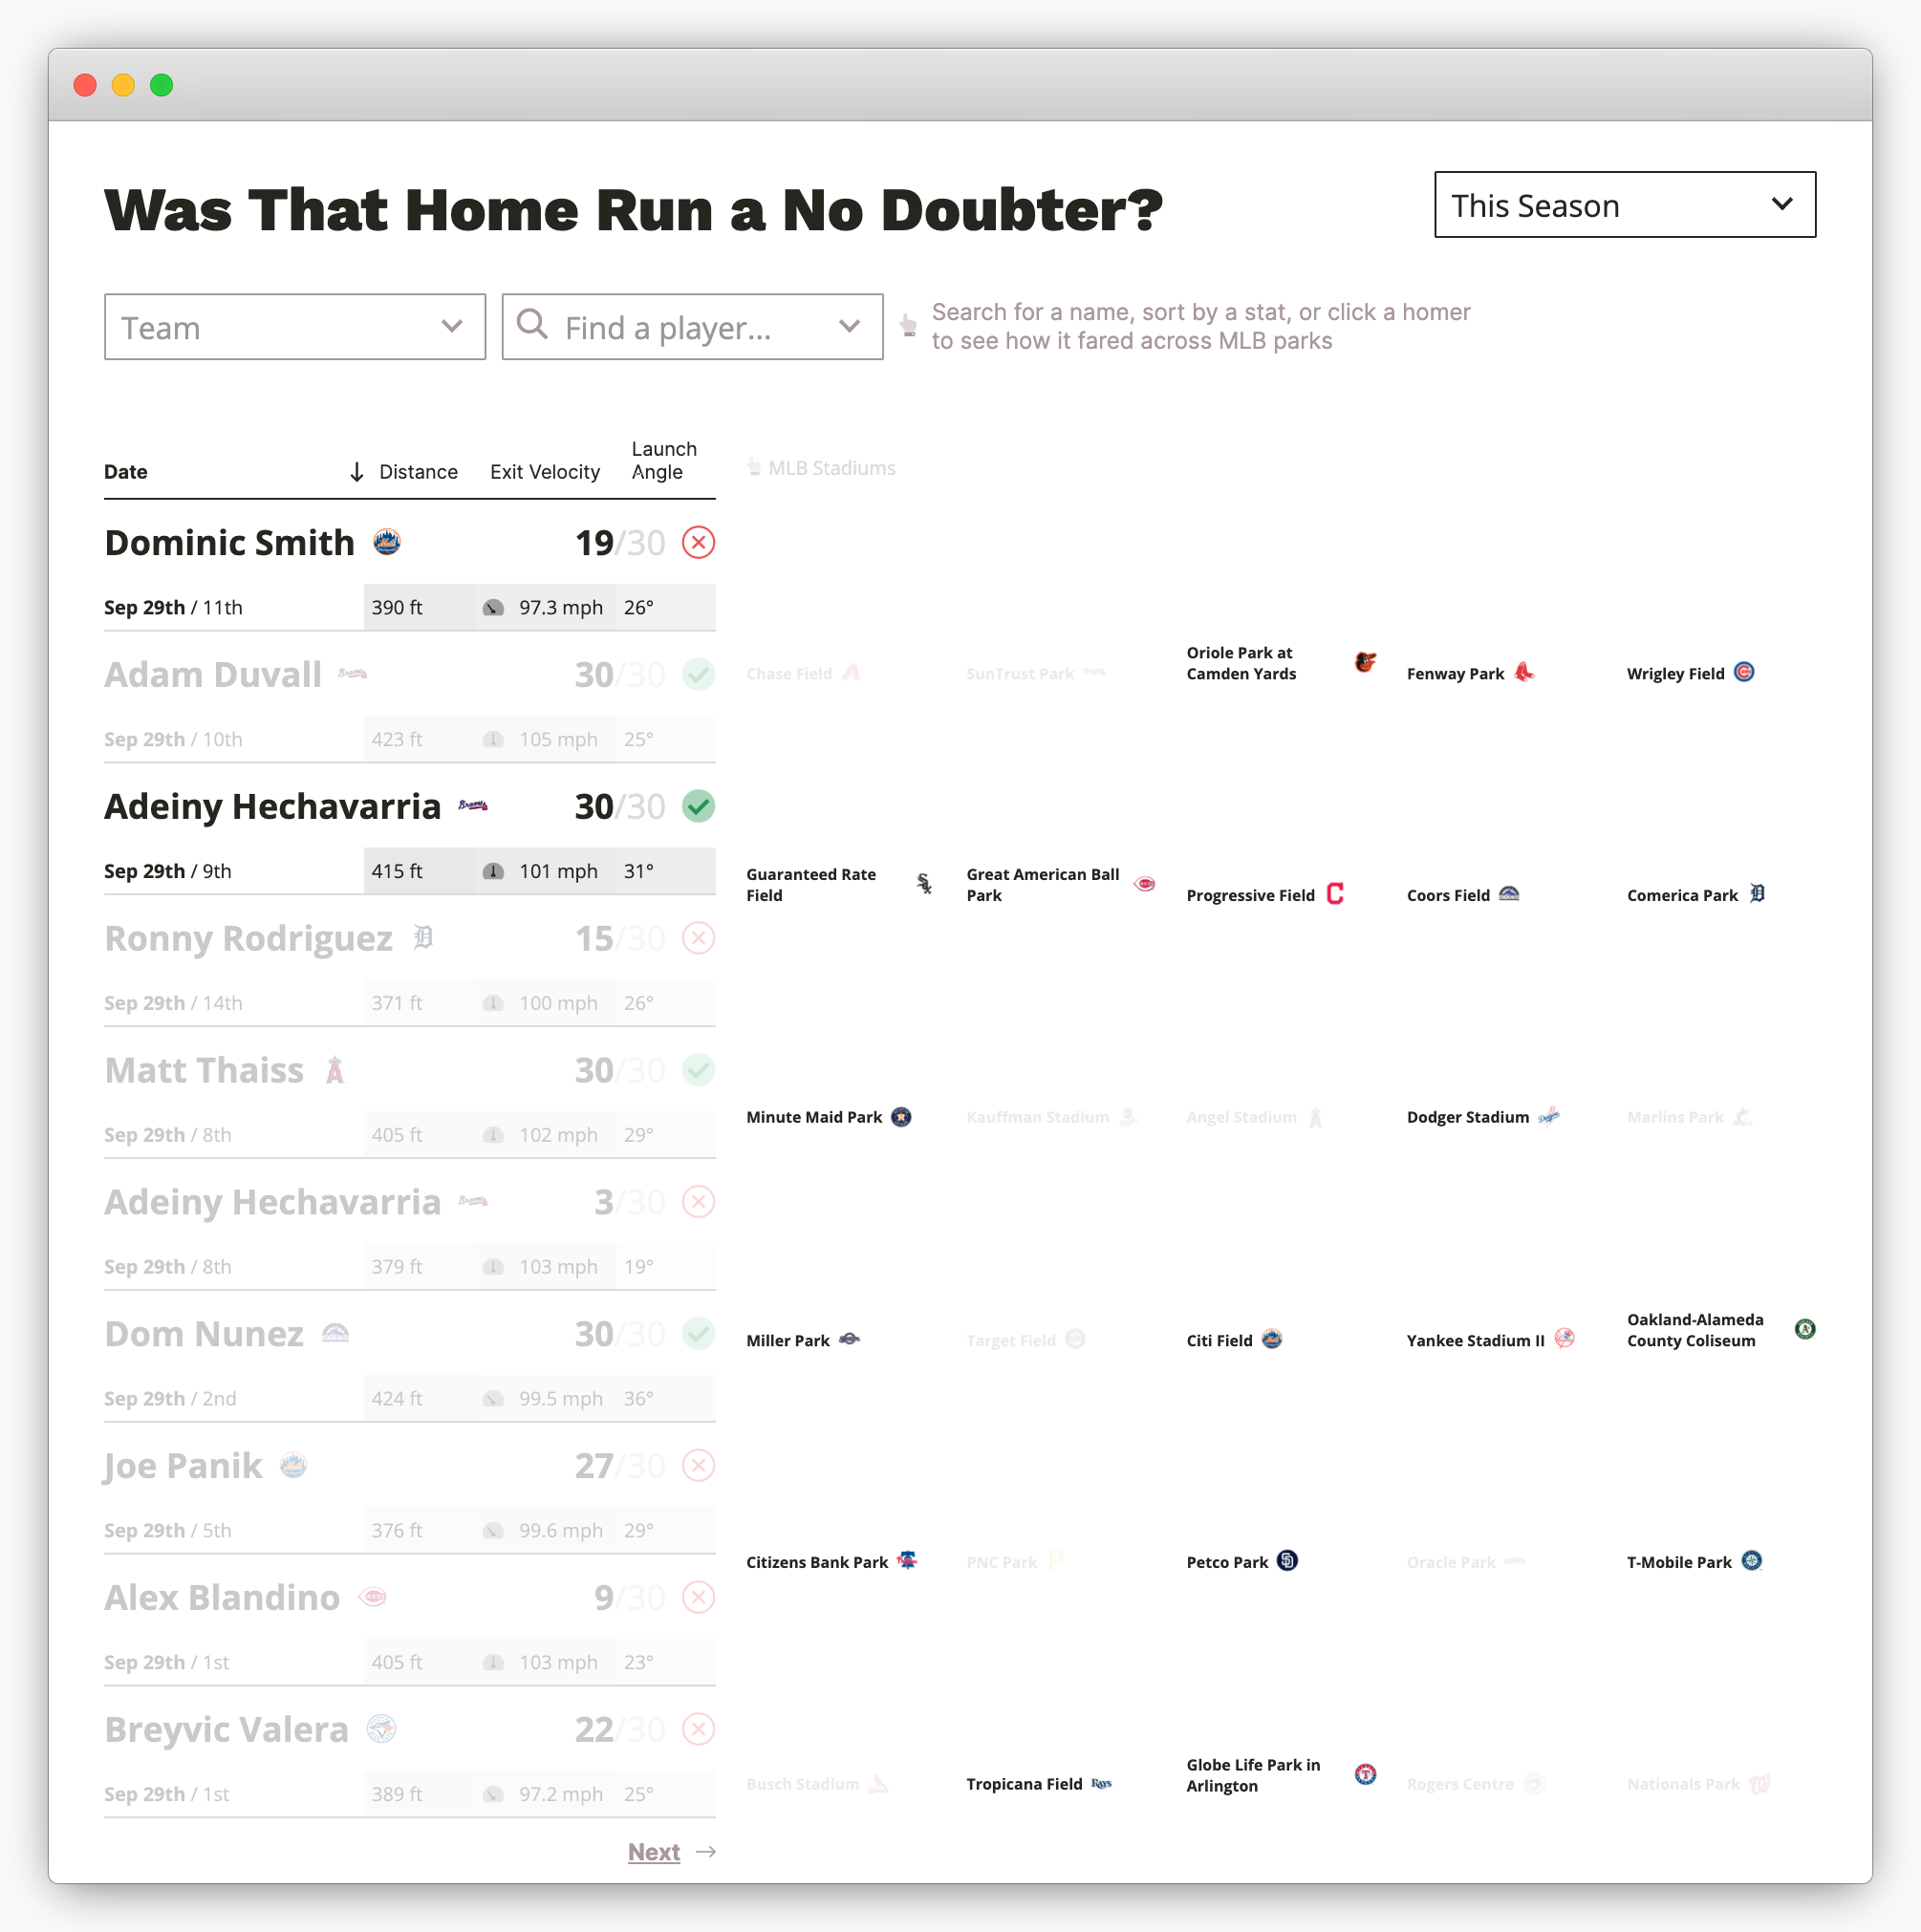 Was That Home Run a No Doubter?
This Season
Team
Find a player...
Search for a name, sort by a stat, or click a homer
to see how it fared across MLB parks
Date ↓ Distance Exit Velocity Launch Angle
MLB Stadiums
Dominic Smith 19/30
Sep 29th / 11th 390 ft 97.3 mph 26°
Adam Duvall 30/30
Sep 29th / 10th 423 ft 105 mph 25°
Adeiny Hechavarria 30/30
Sep 29th / 9th 415 ft 101 mph 31°
Ronny Rodriguez 15/30
Sep 29th / 14th 371 ft 100 mph 26°
Matt Thaiss 30/30
Sep 29th / 8th 405 ft 102 mph 29°
Adeiny Hechavarria 3/30
Sep 29th / 8th 379 ft 103 mph 19°
Dom Nunez 30/30
Sep 29th / 2nd 424 ft 99.5 mph 36°
Joe Panik 27/30
Sep 29th / 5th 376 ft 99.6 mph 29°
Alex Blandino 9/30
Sep 29th / 1st 405 ft 103 mph 23°
Breyvic Valera 22/30
Sep 29th / 1st 389 ft 97.2 mph 25°
Next →
Chase Field
SunTrust Park
Oriole Park at
Camden Yards
Fenway Park
Wrigley Field
Guaranteed Rate
Field
Great American Ball
Park
Progressive Field
Coors Field
Comerica Park
Minute Maid Park
Kauffman Stadium
Angel Stadium
Dodger Stadium
Marlins Park
Miller Park
Target Field
Citi Field
Yankee Stadium II
Oakland-Alameda
County Coliseum
Citizens Bank Park
PNC Park
Petco Park
Oracle Park
T-Mobile Park
Busch Stadium
Tropicana Field
Globe Life Park in
Arlington
Rogers Centre
Nationals Park